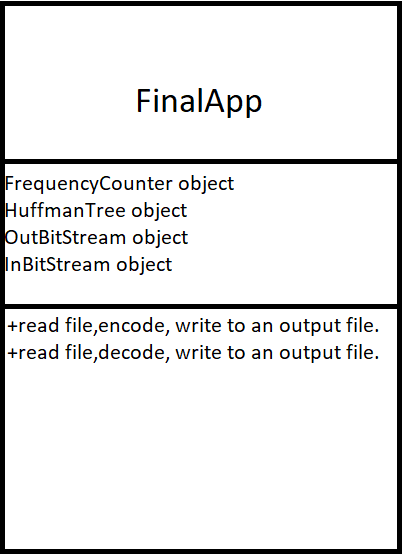 FinalApp
FrequencyCounter object
HuffmanTree object
OutBitStream object
InBitStream object
+read file,encode, write to an output file.
+read file,decode, write to an output file.